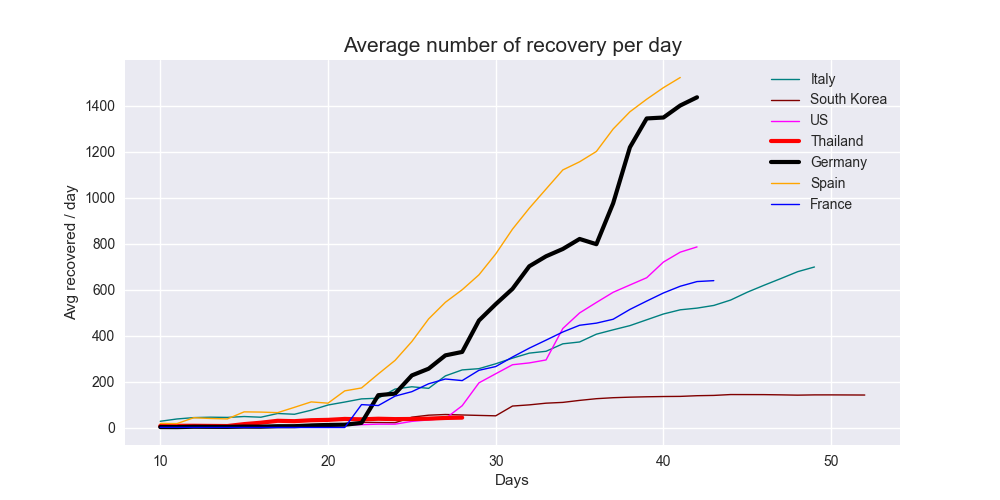 Average number of recovery per day
Avg recovered / day
1400
1200
1000
800
600
400
200
0
10 20 30 40 50
Days
Italy
South Korea
US
Thailand
Germany
Spain
France